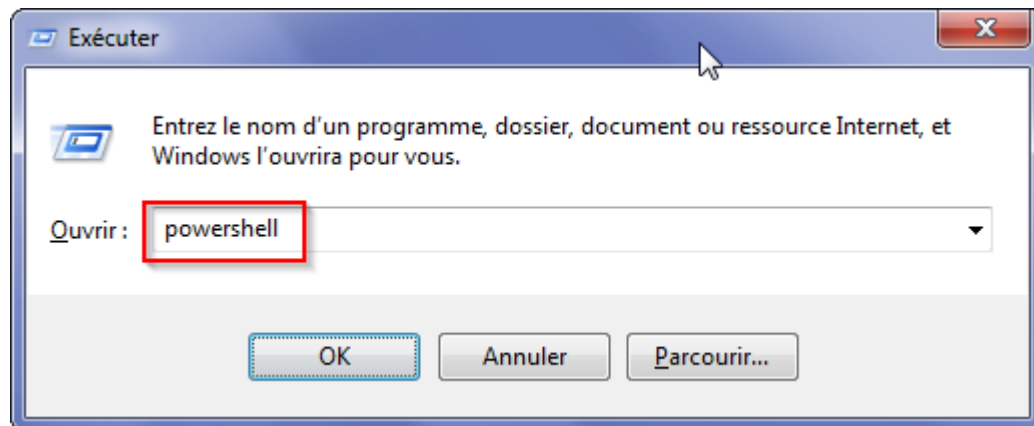 Exécuter
Entrez le nom d'un programme, dossier, document ou ressource Internet, et
Windows l'ouvrira pour vous.
Ouvrir : powershell
OK Annuler Parcourir...